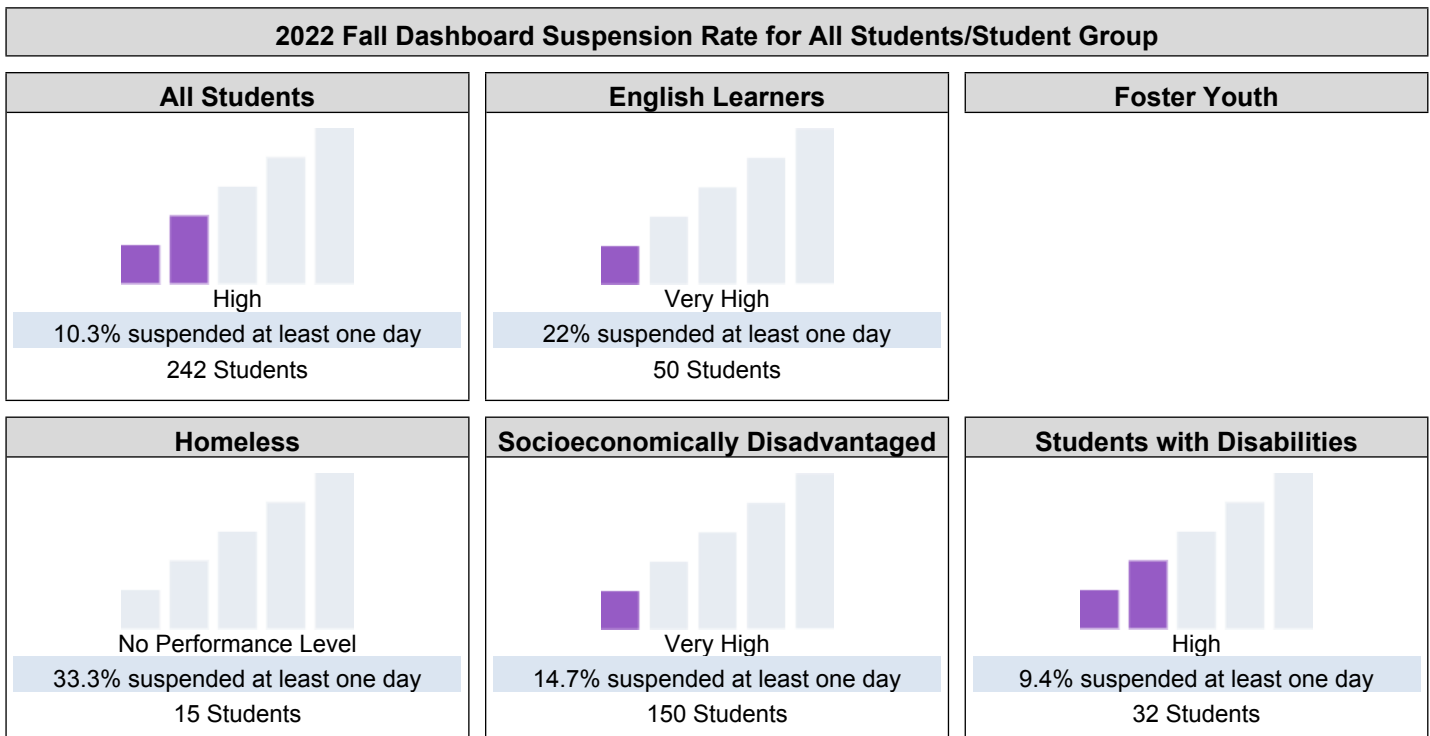 2022 Fall Dashboard Suspension Rate for All Students/Student Group
All Students
High
10.3% suspended at least one day
242 Students
English Learners
Very High
22% suspended at least one day
50 Students
Foster Youth
Homeless
No Performance Level
33.3% suspended at least one day
15 Students
Socioeconomically Disadvantaged
Very High
14.7% suspended at least one day
150 Students
Students with Disabilities
High
9.4% suspended at least one day
32 Students